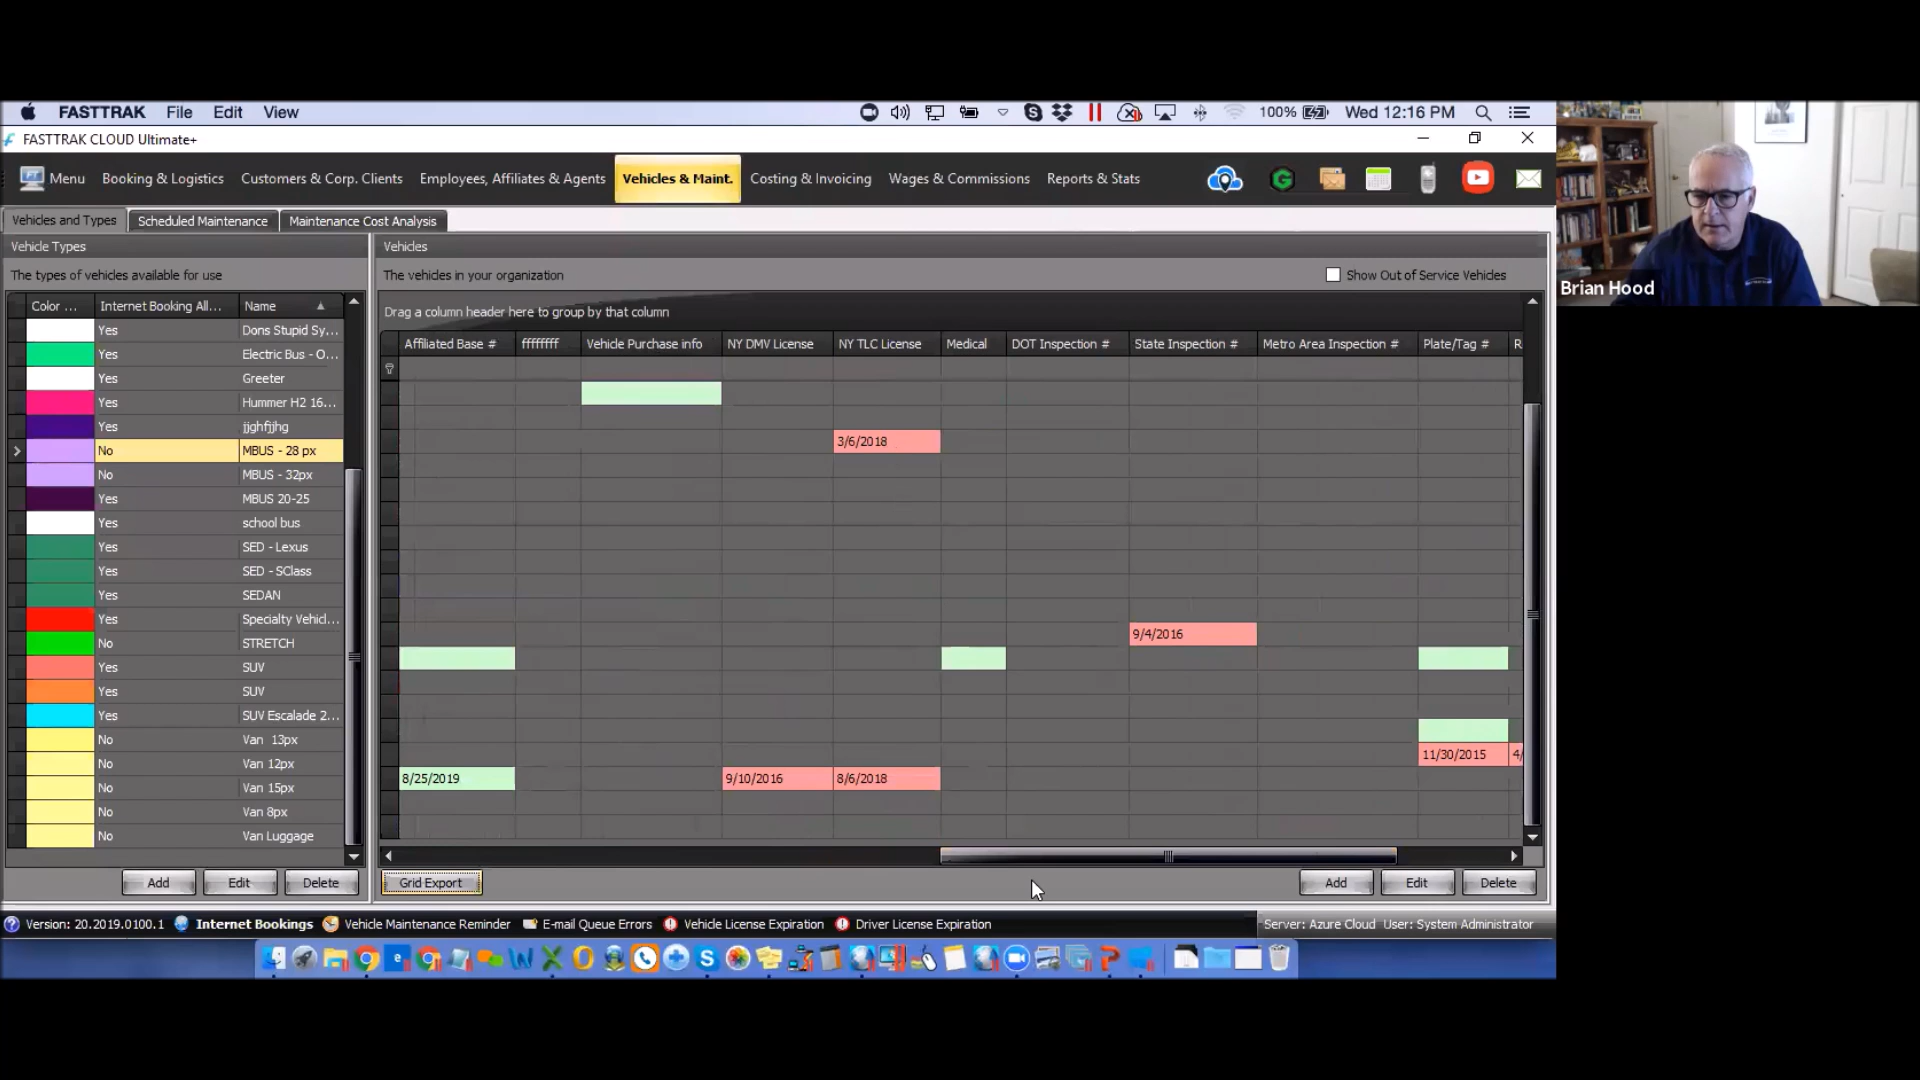 FASTTRAK File Edit View 100% Wed 12:16 PM
FASTTRAK CLOUD Ultimate+
Menu Booking & Logistics Customers & Corp. Clients Employees, Affiliates & Agents Vehicles & Maint. Costing & Invoicing Wages & Commissions Reports & Stats
Vehicles and Types Scheduled Maintenance Maintenance Cost Analysis
Vehicle Types
The types of vehicles available for use
Color ... Internet Booking All... Name
Yes Dons Stupid Sy...
Yes Electric Bus - O...
Yes Greeter
Yes Hummer H2 16...
Yes jjghfjjhg
No MBUS - 28 px
No MBUS - 32px
Yes MBUS 20-25
Yes school bus
Yes SED - Lexus
Yes SED - SClass
Yes SEDAN
Yes Specialty Vehicl...
No STRETCH
Yes SUV
Yes SUV
Yes SUV Escalade 2...
No Van 13px
No Van 12px
No Van 15px
No Van 8px
No Van Luggage
Add Edit Delete
Vehicles
The vehicles in your organization
Show Out of Service Vehicles
Drag a column header here to group by that column
Affiliated Base # ffffffff Vehicle Purchase info NY DMV License NY TLC License Medical DOT Inspection # State Inspection # Metro Area Inspection # Plate/Tag # R
3/6/2018
9/4/2016
11/30/2015 4/
8/25/2019 9/10/2016 8/6/2018
Grid Export Add Edit Delete
Version: 20.2019.0100.1 Internet Bookings Vehicle Maintenance Reminder E-mail Queue Errors Vehicle License Expiration Driver License Expiration Server: Azure Cloud User: System Administrator
Brian Hood